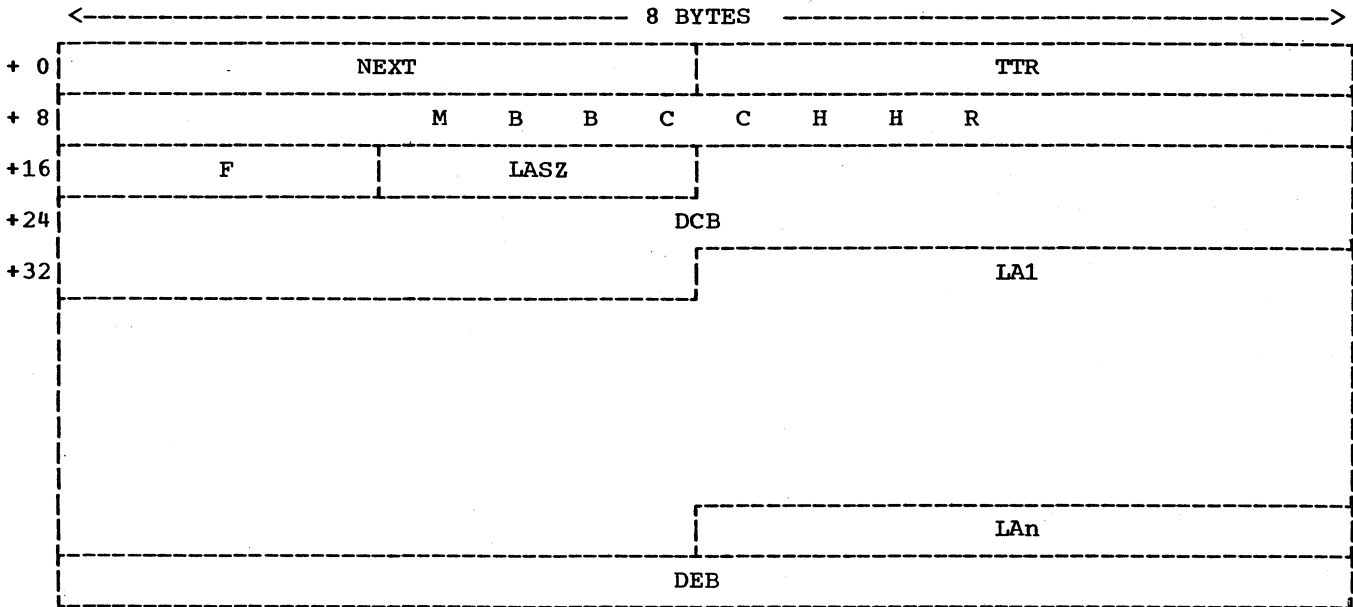 8 BYTES
+ 0 NEXT TTR
+ 8 M B B C C H H R
+16 F LASZ
+24 DCB
+32 LA1
LAn
DEB